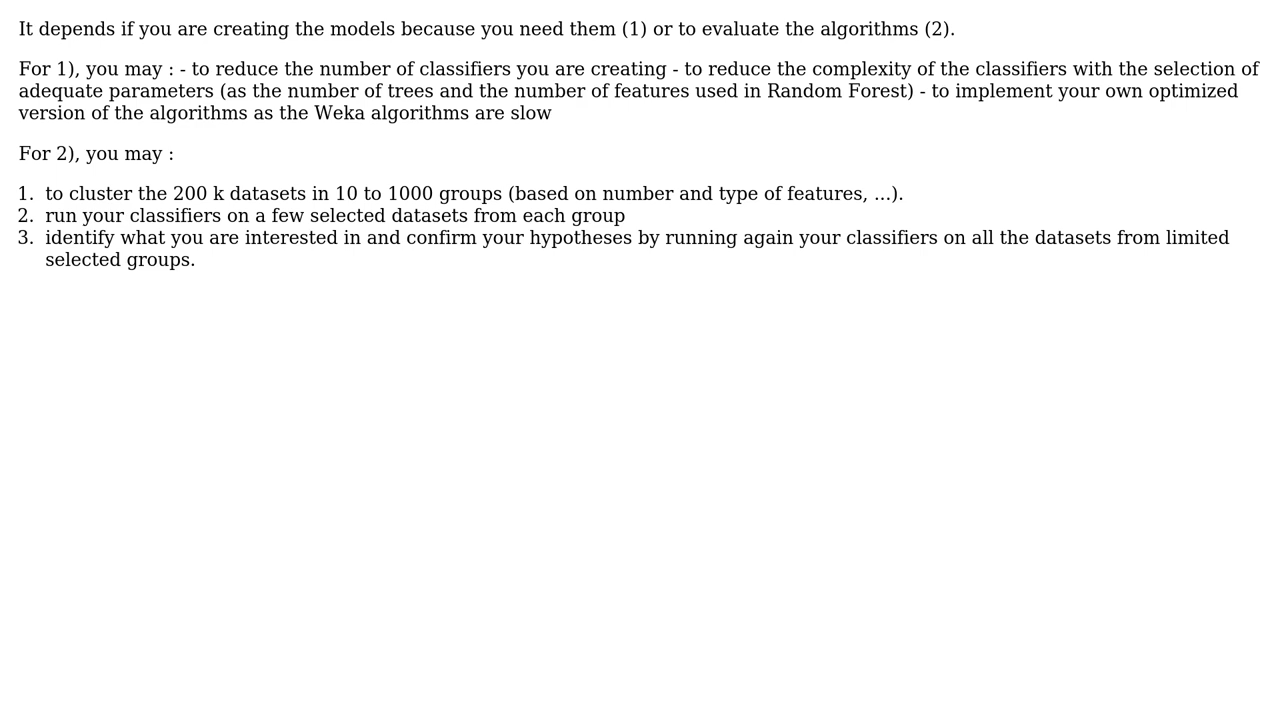 It depends if you are creating the models because you need them (1) or to evaluate the algorithms (2).
For 1), you may : - to reduce the number of classifiers you are creating - to reduce the complexity of the classifiers with the selection of
adequate parameters (as the number of trees and the number of features used in Random Forest) - to implement your own optimized
version of the algorithms as the Weka algorithms are slow
For 2), you may :
1. to cluster the 200 k datasets in 10 to 1000 groups (based on number and type of features, ...).
2. run your classifiers on a few selected datasets from each group
3. identify what you are interested in and confirm your hypotheses by running again your classifiers on all the datasets from limited
selected groups.